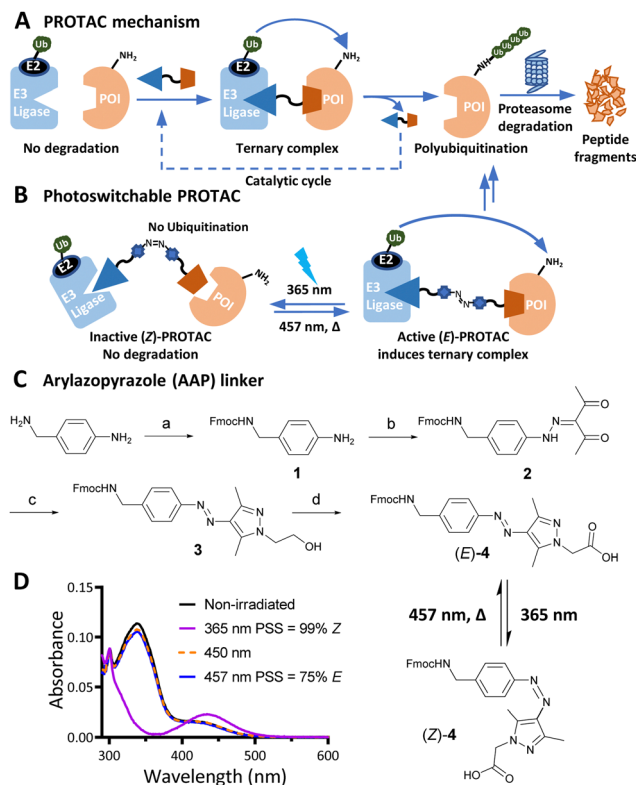 A PROTAC mechanism
Ub
E2
E3
Ligase
NH2
POI
No degradation
Ub
E2
E3
Ligase
NH2
POI
Ternary complex
Catalytic cycle
Ub Ub Ub Ub
NH
POI
Polyubiquitination
Proteasome
degradation
Peptide
fragments
B Photoswitchable PROTAC
No Ubiquitination
Ub
E2
E3
Ligase
N=N
NH2
POI
Inactive (Z)-PROTAC
No degradation
365 nm
457 nm, Δ
Ub
E2
E3
Ligase
N=N
NH2
POI
Active (E)-PROTAC
induces ternary complex
C Arylazopyrazole (AAP) linker
H2N
NH2
a
FmocHN
NH2
1
b
FmocHN
N
H
N
O
O
2
c
FmocHN
N
N
N
N
OH
3
d
FmocHN
N
N
N
N
O
OH
(E)-4
457 nm, Δ
365 nm
FmocHN
N
N
N
N
HO
O
(Z)-4
D
Absorbance
0.15
0.10
0.05
0.00
300 400 500 600
Wavelength (nm)
Non-irradiated
365 nm PSS = 99% Z
450 nm
457 nm PSS = 75% E